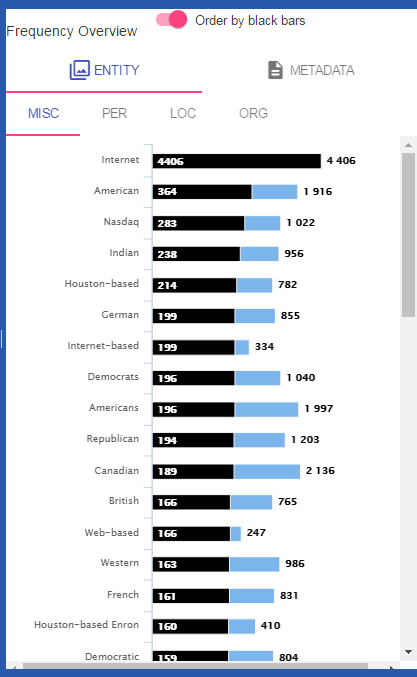 Frequency Overview
Order by black bars
ENTITY METADATA
MISC PER LOC ORG
Internet 4406 4 406
American 364 1 916
Nasdaq 283 1 022
Indian 238 956
Houston-based 214 782
German 199 855
Internet-based 199 334
Democrats 196 1 040
Americans 196 1 997
Republican 194 1 203
Canadian 189 2 136
British 166 765
Web-based 166 247
Western 163 986
French 161 831
Houston-based Enron 160 410
Democratic 159 804